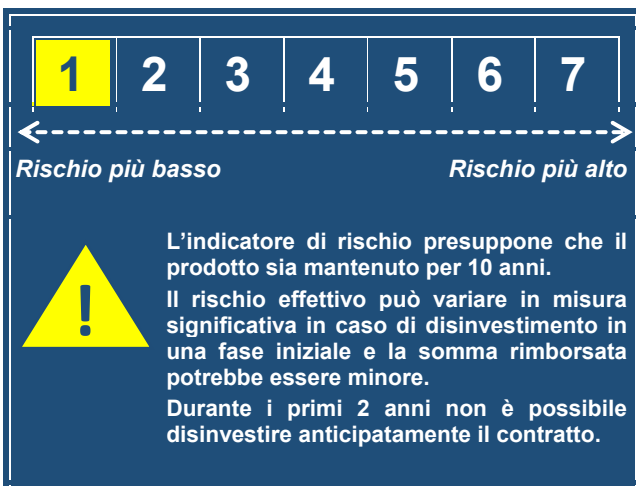 1 2 3 4 5 6 7
Rischio più basso Rischio più alto
!
L'indicatore di rischio presuppone che il
prodotto sia mantenuto per 10 anni.
Il rischio effettivo può variare in misura
significativa in caso di disinvestimento in
una fase iniziale e la somma rimborsata
potrebbe essere minore.
Durante i primi 2 anni non è possibile
disinvestire anticipatamente il contratto.